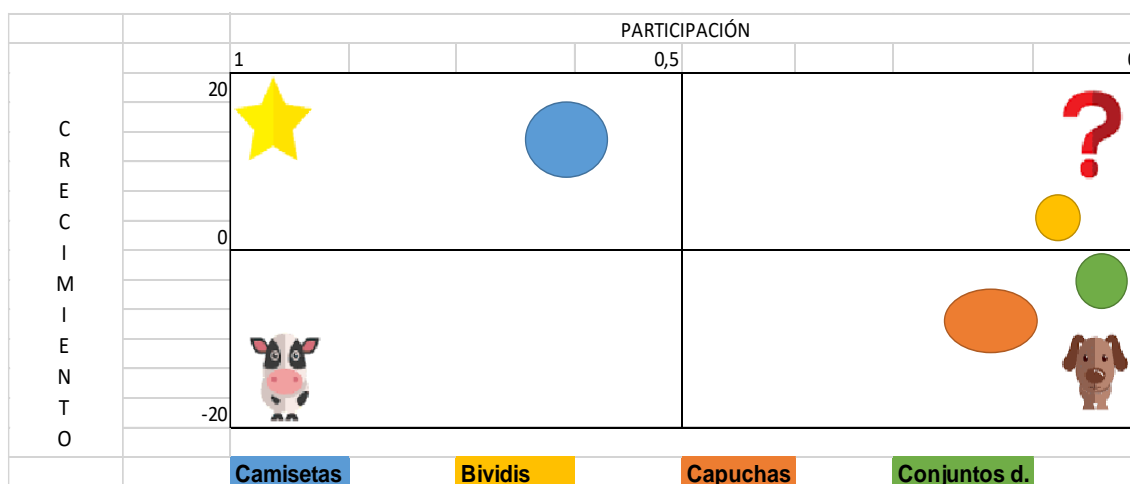 PARTICIPACIÓN
1 0,5
20
0
-20
C
R
E
C
I
M
I
E
N
T
O
Camisetas Bividis Capuchas Conjuntos d.